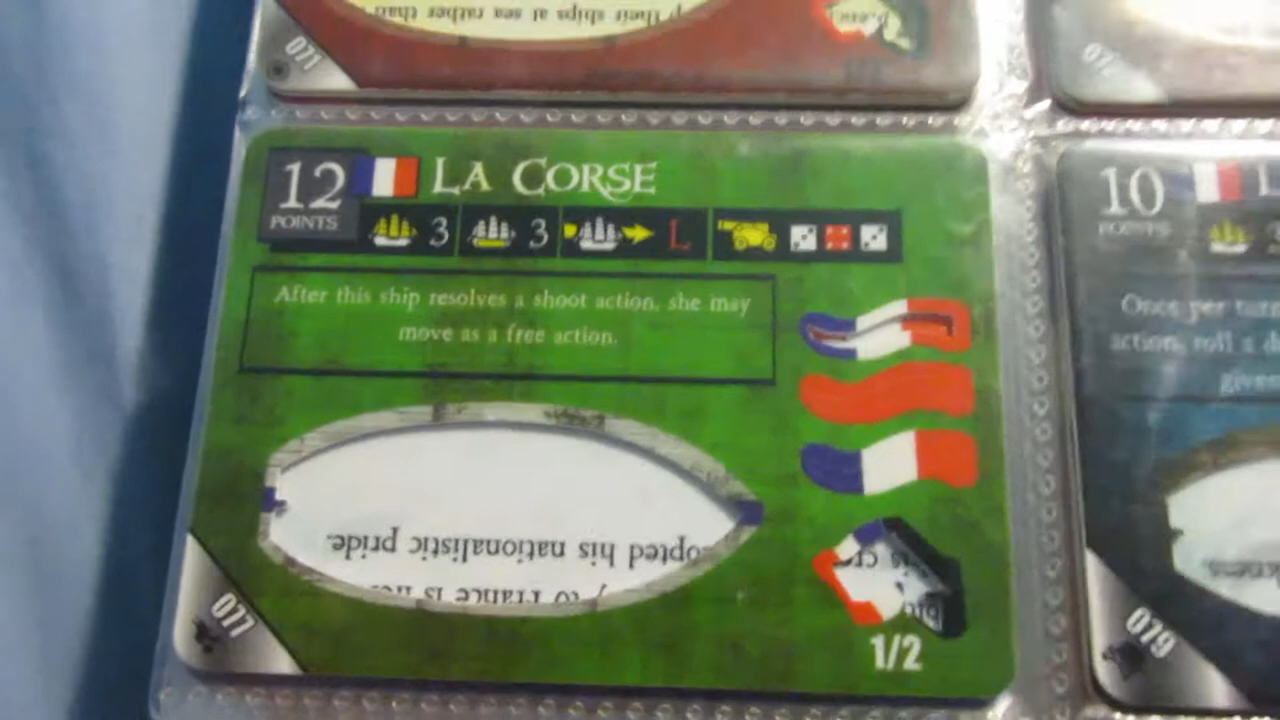 their ships at sea rather than
071
12
POINTS
LA CORSE
3
3
L
After this ship resolves a shoot action, she may
move as a free action.
opted his nationalistic pride.
to France is
077
1/2
10
POINTS
L
Once per turn
action, roll a
079